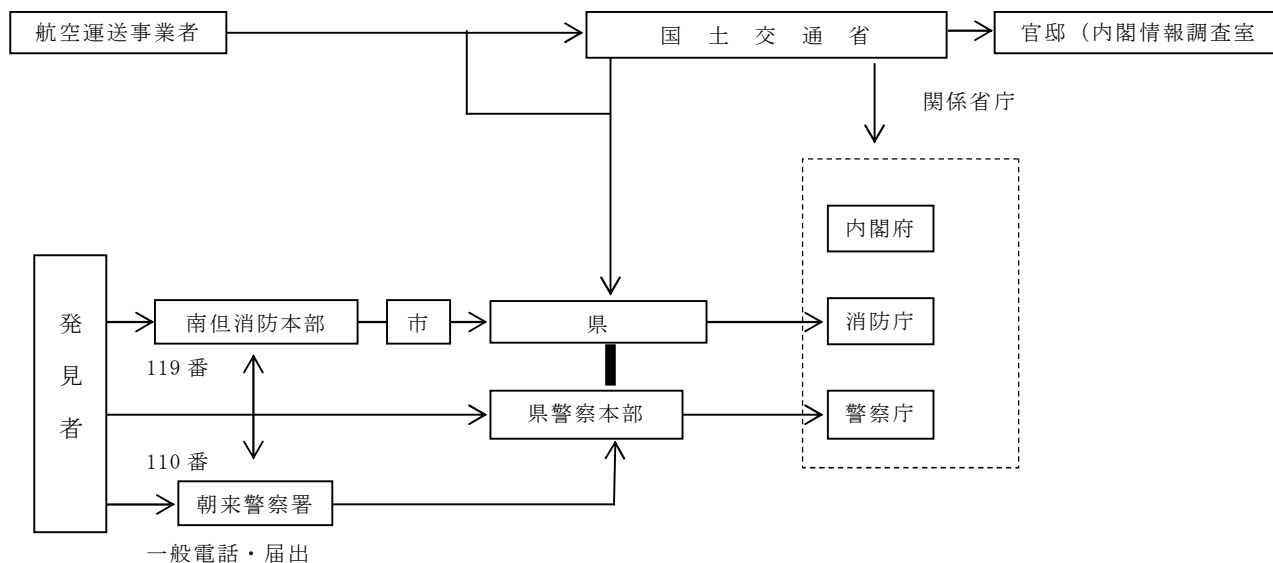 航空運送事業者
国土交通省
官邸（内閣情報調査室
関係省庁
内閣府
発見者
南但消防本部
市
県
消防庁
119 番
県警察本部
警察庁
110 番
朝来警察署
一般電話・届出